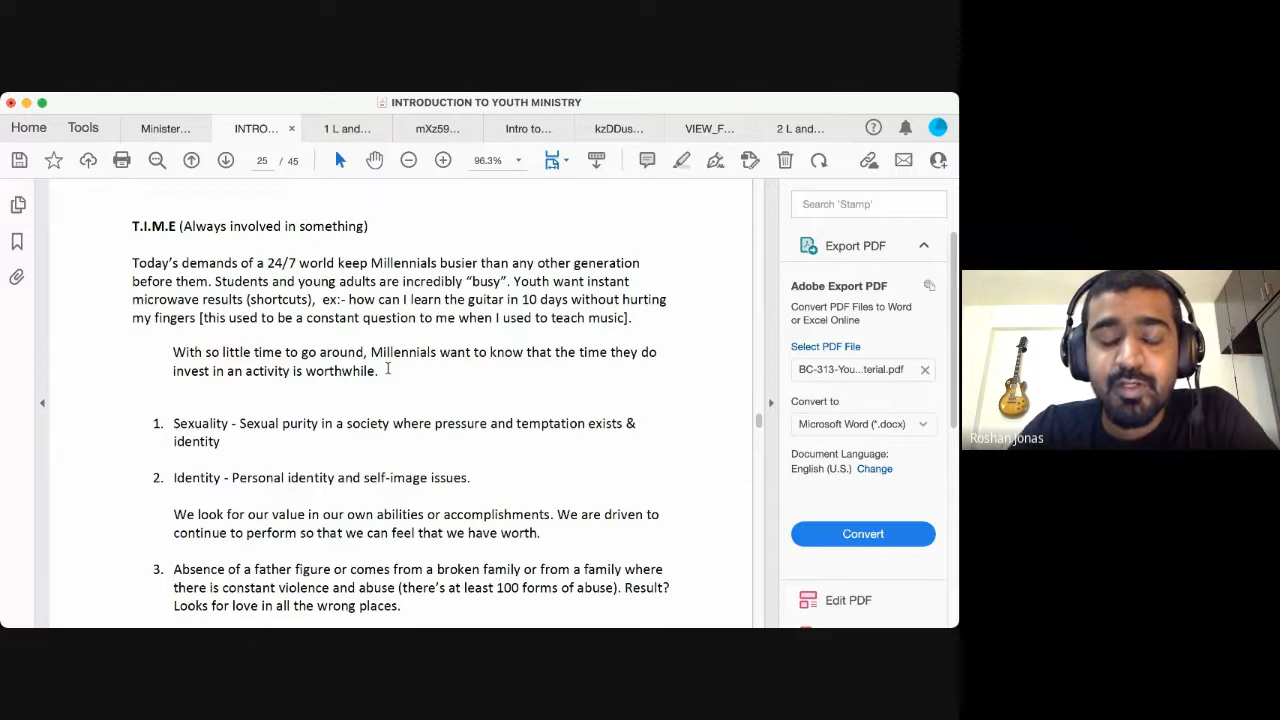 INTRODUCTION TO YOUTH MINISTRY
Home Tools Minister... INTRO... × 1 L and... mXz59... Intro to... kzDDus... VIEW_F... 2 L and...
25 / 45 96.3%
T.I.M.E (Always involved in something)
Today's demands of a 24/7 world keep Millennials busier than any other generation
before them. Students and young adults are incredibly “busy”. Youth want instant
microwave results (shortcuts), ex:- how can I learn the guitar in 10 days without hurting
my fingers [this used to be a constant question to me when I used to teach music].
With so little time to go around, Millennials want to know that the time they do
invest in an activity is worthwhile.
1. Sexuality - Sexual purity in a society where pressure and temptation exists &
identity
2. Identity - Personal identity and self-image issues.
We look for our value in our own abilities or accomplishments. We are driven to
continue to perform so that we can feel that we have worth.
3. Absence of a father figure or comes from a broken family or from a family where
there is constant violence and abuse (there's at least 100 forms of abuse). Result?
Looks for love in all the wrong places.
Search 'Stamp'
Export PDF
Adobe Export PDF
Convert PDF Files to Word
or Excel Online
Select PDF File
BC-313-You...terial.pdf
Convert to
Microsoft Word (*.docx)
Document Language:
English (U.S.) Change
Convert
Edit PDF
Roshan Jonas